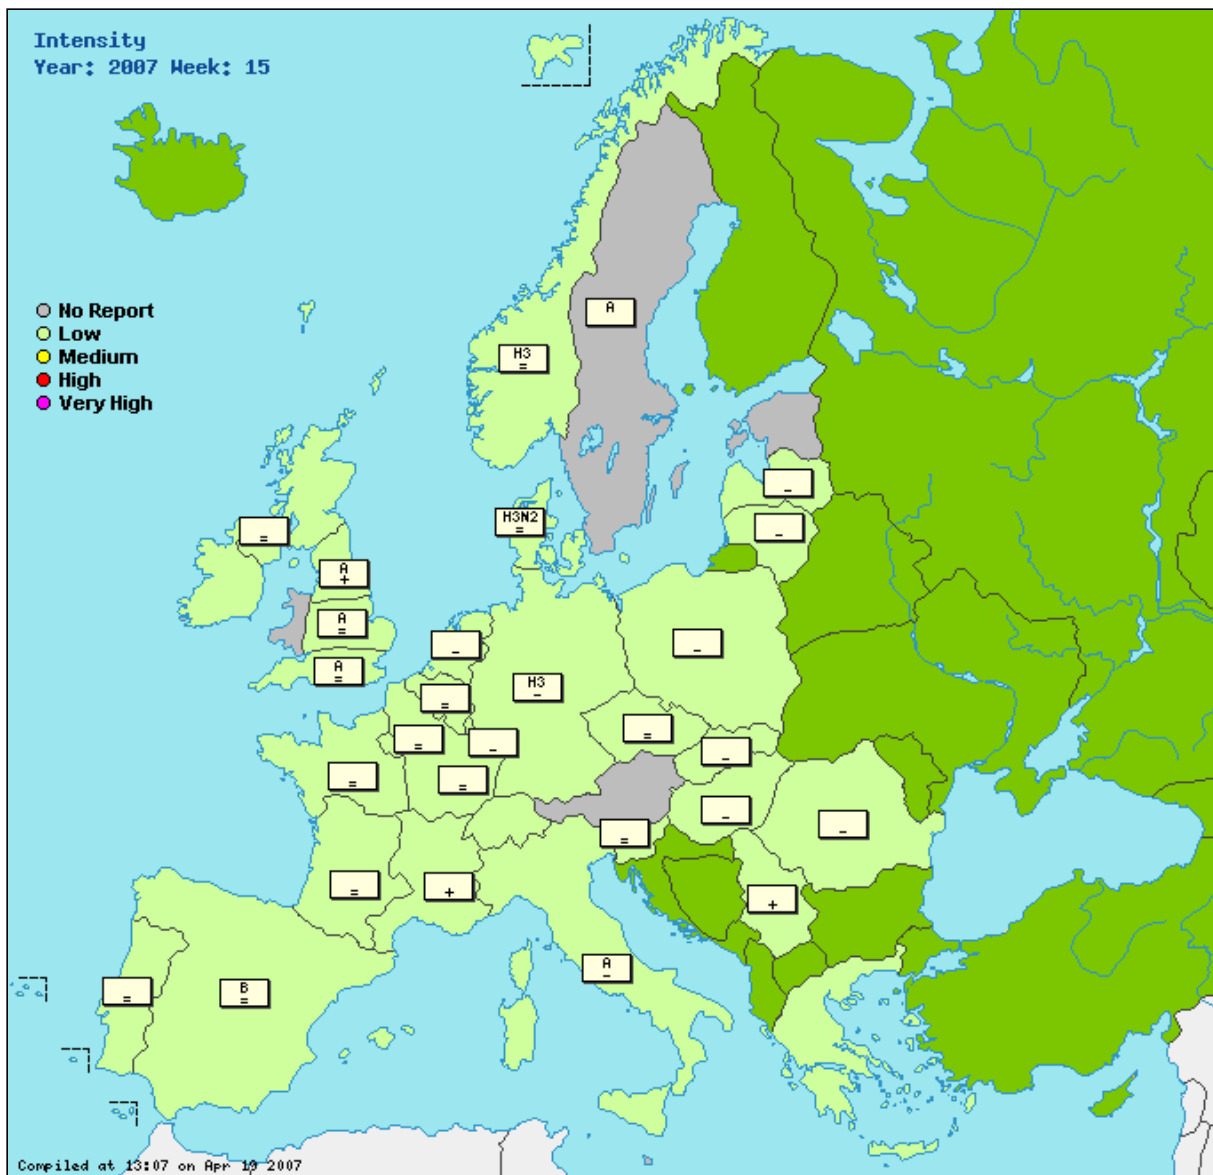 Intensity
Year: 2007 Week: 15
No Report
Low
Medium
High
Very High
A
H3
=
-
H3N2
=
-
=
A
+
A
=
-
A
=
-
H3
-
=
=
=
-
-
=
=
-
-
=
=
+
+
A
-
=
B
=
Compiled at 13:07 on Apr 19 2007